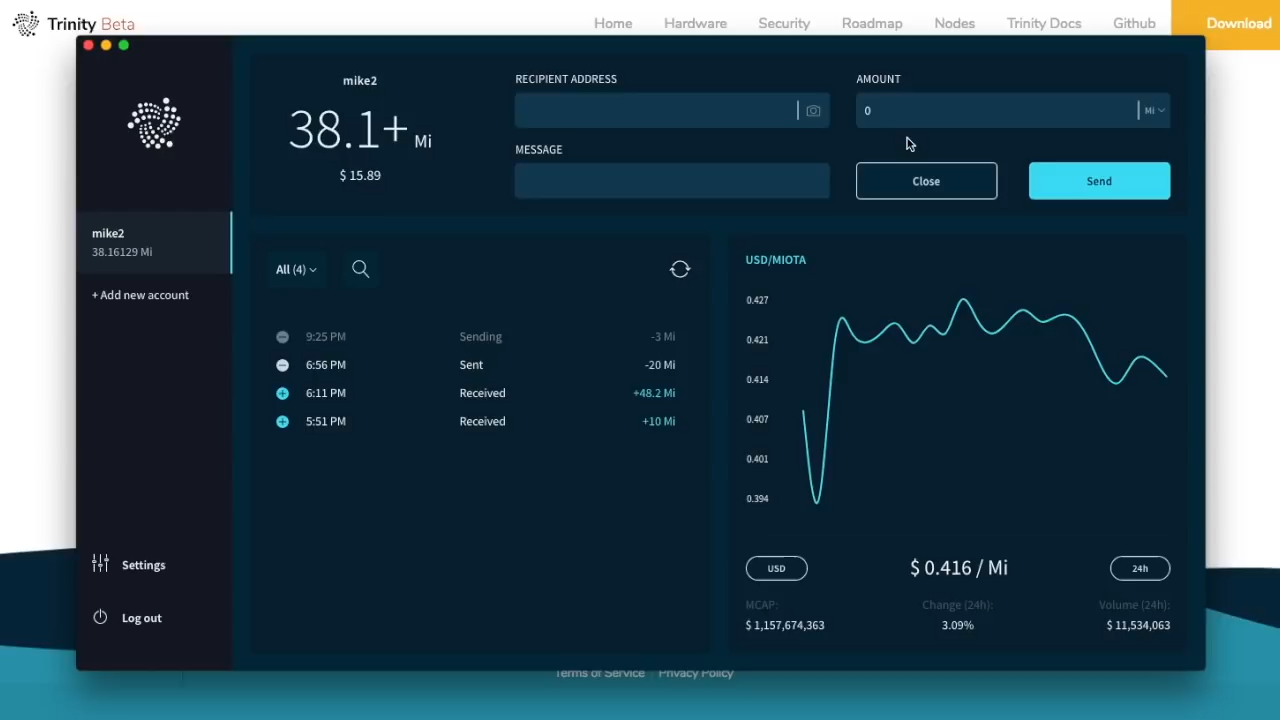 Trinity Beta
Home
Hardware
Security
Roadmap
Nodes
Trinity Docs
Github
Download
mike2
38.16129 Mi
+ Add new account
Settings
Log out
mike2
38.1+ Mi
$ 15.89
RECIPIENT ADDRESS
MESSAGE
AMOUNT
0
Mi
Close
Send
All (4)
9:25 PM Sending -3 Mi
6:56 PM Sent -20 Mi
6:11 PM Received +48.2 Mi
5:51 PM Received +10 Mi
USD/MIOTA
0.427
0.421
0.414
0.407
0.401
0.394
USD
$ 0.416 / Mi
24h
MCAP: Change (24h): Volume (24h):
$ 1,157,674,363 3.09% $ 11,534,063
Terms of Service Privacy Policy